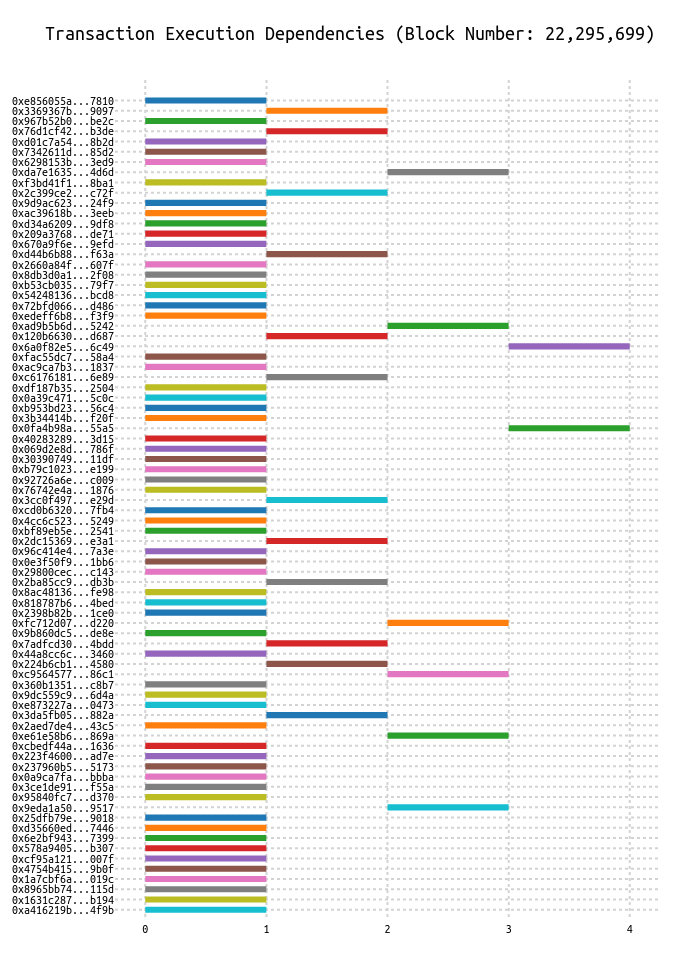 Transaction Execution Dependencies (Block Number: 22,295,699)
0xe856055a...7810
0x3369367b...9097
0x967b52b0...be2c
0x76d1cf42...b3de
0xd01c7a54...8b2d
0x7342611d...85d2
0x6298153b...3ed9
0xda7e1635...4d6d
0xf3bd41f1...8ba1
0x2c399ce2...c72f
0x9d9ac623...24f9
0xac39618b...3eeb
0xd34a6209...9df8
0x209a3768...de71
0x670a9f6e...9efd
0xd44b6b88...f63a
0x2660a84f...607f
0x8db3d0a1...2f08
0xb53cb035...79f7
0x54248136...bcd8
0x72bfd066...d486
0xedeff6b8...f3f9
0xad9b5b6d...5242
0x120b6630...d687
0x6a0f82e5...6c49
0xfac55dc7...58a4
0xac9ca7b3...1837
0xc6176181...6e89
0xdf187b35...2504
0x0a39c471...5c0c
0xb953bd23...56c4
0x3b34414b...f20f
0x0fa4b98a...55a5
0x40283289...3d15
0x069d2e8d...786f
0x30390749...11df
0xb79c1023...e199
0x92726a6e...c009
0x76742e4a...1876
0x3cc0f497...e29d
0xcd0b6320...7fb4
0x4cc6c523...5249
0xbf89eb5e...2541
0x2dc15369...e3a1
0x96c414e4...7a3e
0x0e3f50f9...1bb6
0x29800cec...c143
0x2ba85cc9...db3b
0x8ac48136...fe98
0x818787b6...4bed
0x2398b82b...1ce0
0xfc712d07...d220
0x9b860dc5...de8e
0x7adfcd30...4bdd
0x44a8cc6c...3460
0x224b6cb1...4580
0xc9564577...86c1
0x360b1351...c8b7
0x9dc559c9...6d4a
0xe873227a...0473
0x3da5fb05...882a
0x2aed7de4...43c5
0xe61e58b6...869a
0xcbedf44a...1636
0x223f4600...ad7e
0x237960b5...5173
0x0a9ca7fa...bbba
0x3ce1de91...f55a
0x95840fc7...d370
0x9eda1a50...9517
0x25dfb79e...9018
0xd35660ed...7446
0x6e2bf943...7399
0x578a9405...b307
0xcf95a121...007f
0x4754b415...9b0f
0x1a7cbf6a...019c
0x8965bb74...115d
0x1631c287...b194
0xa416219b...4f9b
0 1 2 3 4